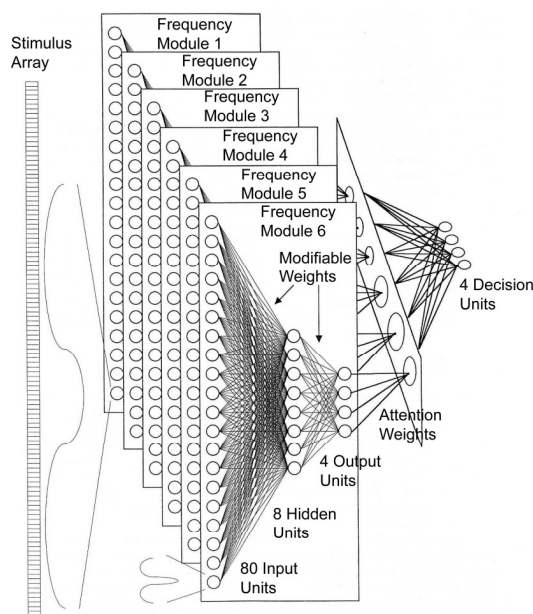 Stimulus
Array
Frequency
Module 1
Frequency
Module 2
Frequency
Module 3
Frequency
Module 4
Frequency
Module 5
Frequency
Module 6
Modifiable
Weights
4 Decision
Units
Attention
Weights
4 Output
Units
8 Hidden
Units
80 Input
Units